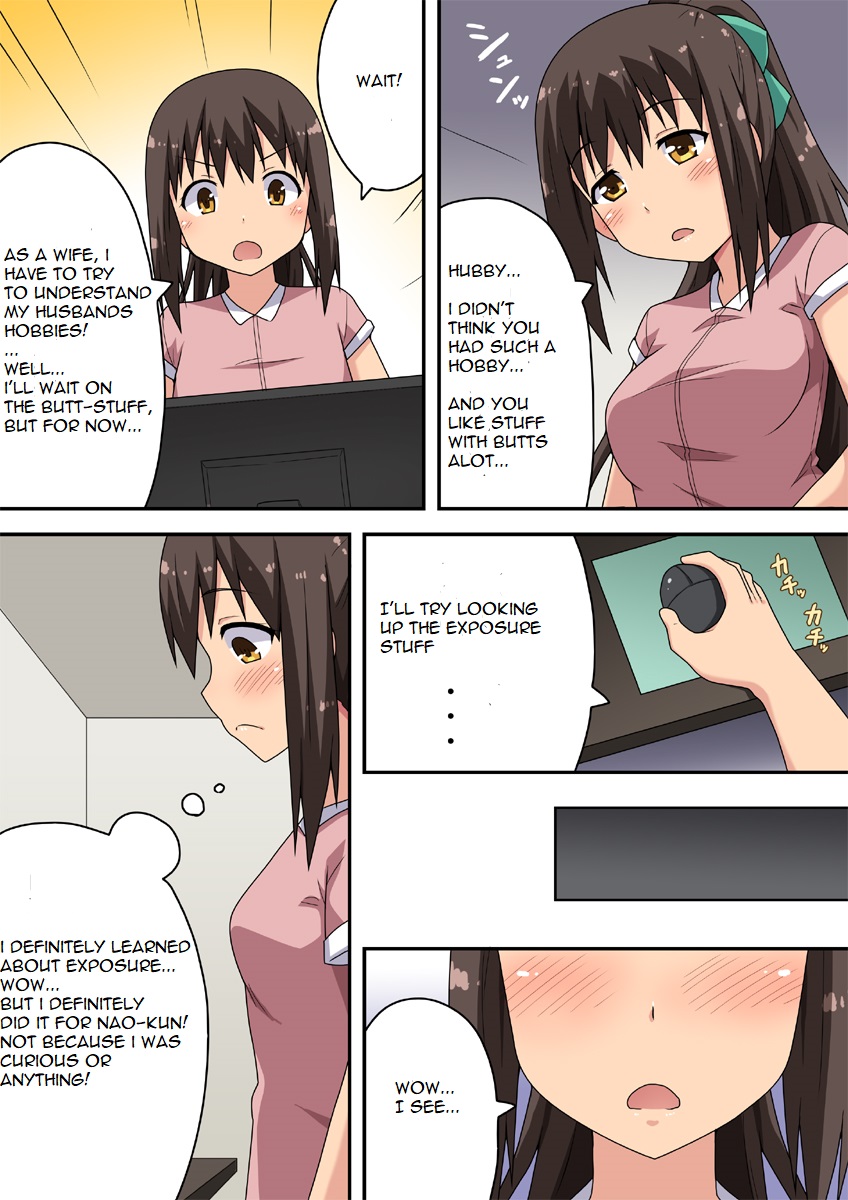 シュン…
HUBBY...
I DIDN'T
THINK YOU
HAD SUCH A
HOBBY...
AND YOU
LIKE STUFF
WITH BUTTS
ALOT...
WAIT!
AS A WIFE, I
HAVE TO TRY
TO UNDERSTAND
MY HUSBANDS
HOBBIES!
...
WELL...
I'LL WAIT ON
THE BUTT-STUFF,
BUT FOR NOW...
カチッ
カチッ
I'LL TRY LOOKING
UP THE EXPOSURE
STUFF
...
I DEFINITELY LEARNED
ABOUT EXPOSURE...
WOW...
BUT I DEFINITELY
DID IT FOR NAO-KUN!
NOT BECAUSE I WAS
CURIOUS OR
ANYTHING!
WOW...
I SEE...